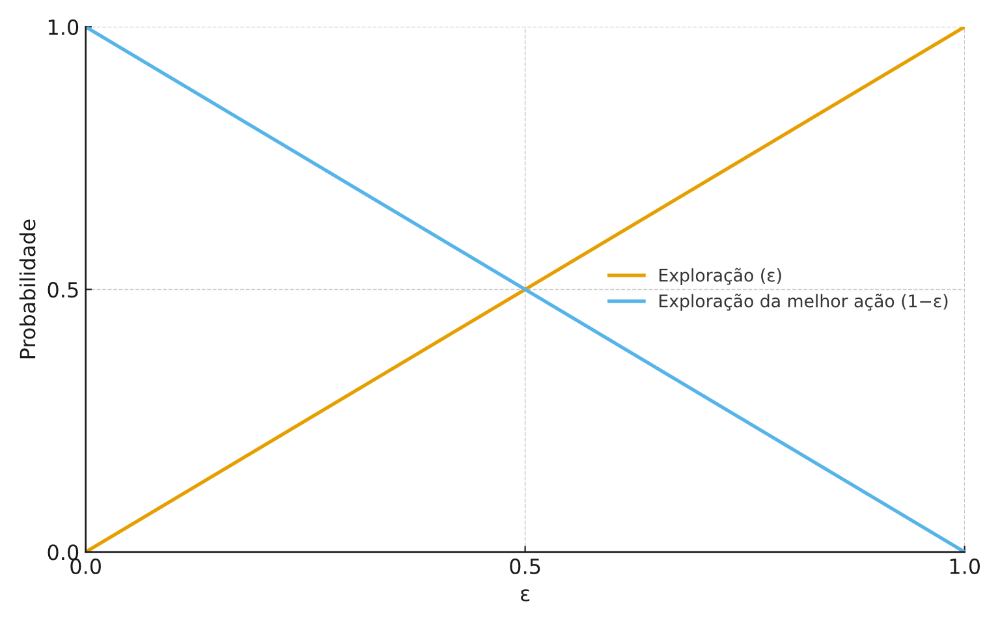 1.0
0.5
0.0
Probabilidade
Exploração (ε)
Exploração da melhor ação (1−ε)
0.0
0.5
1.0
ε